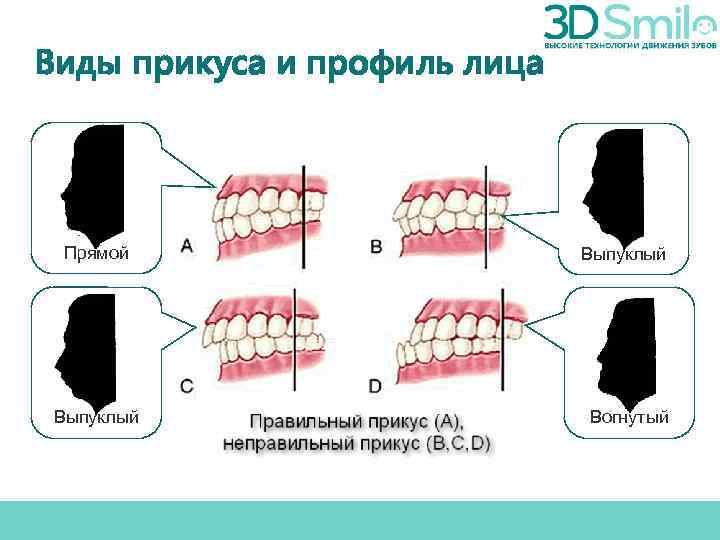 3D Smile
ВЫСОКИЕ ТЕХНОЛОГИИ ДВИЖЕНИЯ ЗУБОВ
Виды прикуса и профиль лица
Прямой
A
B
Выпуклый
C
D
Выпуклый
Правильный прикус (A),
неправильный прикус (B,C,D)
Вогнутый